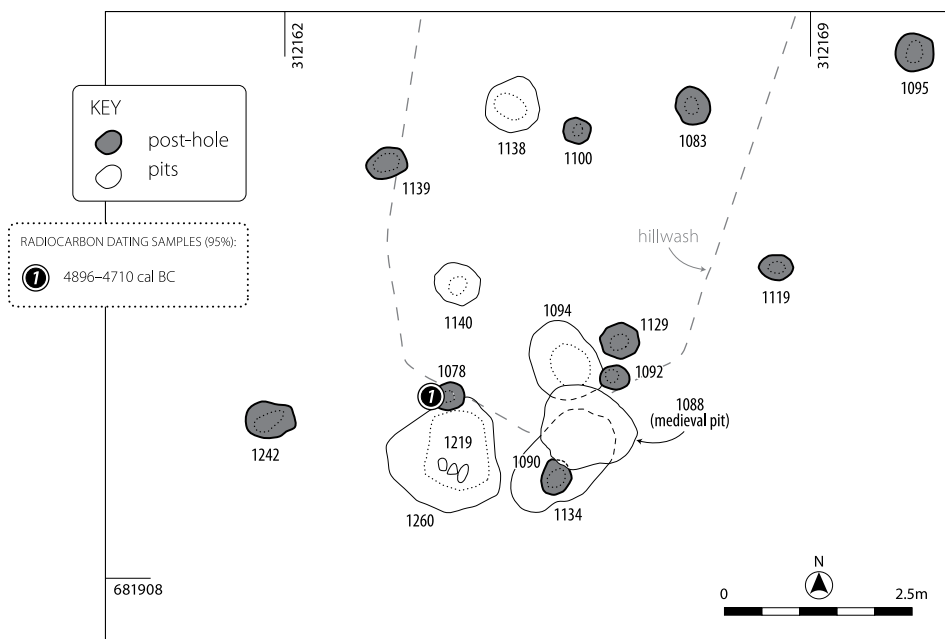 312162
312169
1095
KEY
post-hole
pits
1138
1100
1083
1139
RADIOCARBON DATING SAMPLES (95%):
1 4896–4710 cal BC
hillwash
1119
1140
1094
1129
1078
1092
1
1088
(medieval pit)
1242
1219
1090
1260
1134
681908
N
0 2.5m